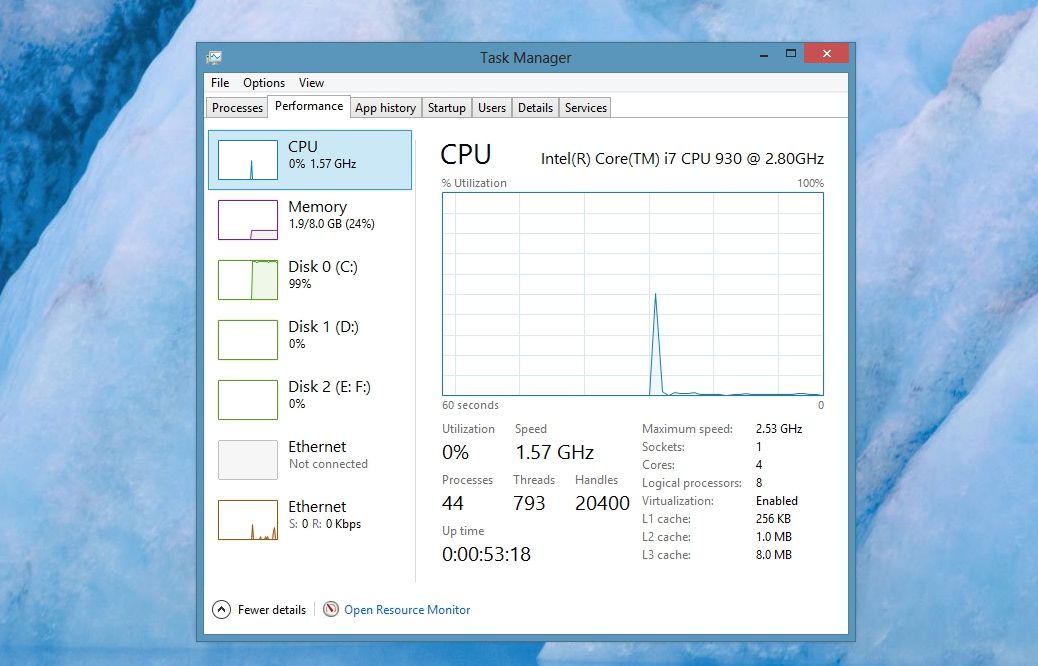 Task Manager
File Options View
Processes Performance App history Startup Users Details Services
CPU
0% 1.57 GHz
Memory
1.9/8.0 GB (24%)
Disk 0 (C:)
99%
Disk 1 (D:)
0%
Disk 2 (E: F:)
0%
Ethernet
Not connected
Ethernet
S: 0 R: 0 Kbps
CPU Intel(R) Core(TM) i7 CPU 930 @ 2.80GHz
% Utilization 100%
60 seconds 0
Utilization Speed
0% 1.57 GHz
Processes Threads Handles
44 793 20400
Up time
0:00:53:18
Maximum speed: 2.53 GHz
Sockets: 1
Cores: 4
Logical processors: 8
Virtualization: Enabled
L1 cache: 256 KB
L2 cache: 1.0 MB
L3 cache: 8.0 MB
Fewer details Open Resource Monitor